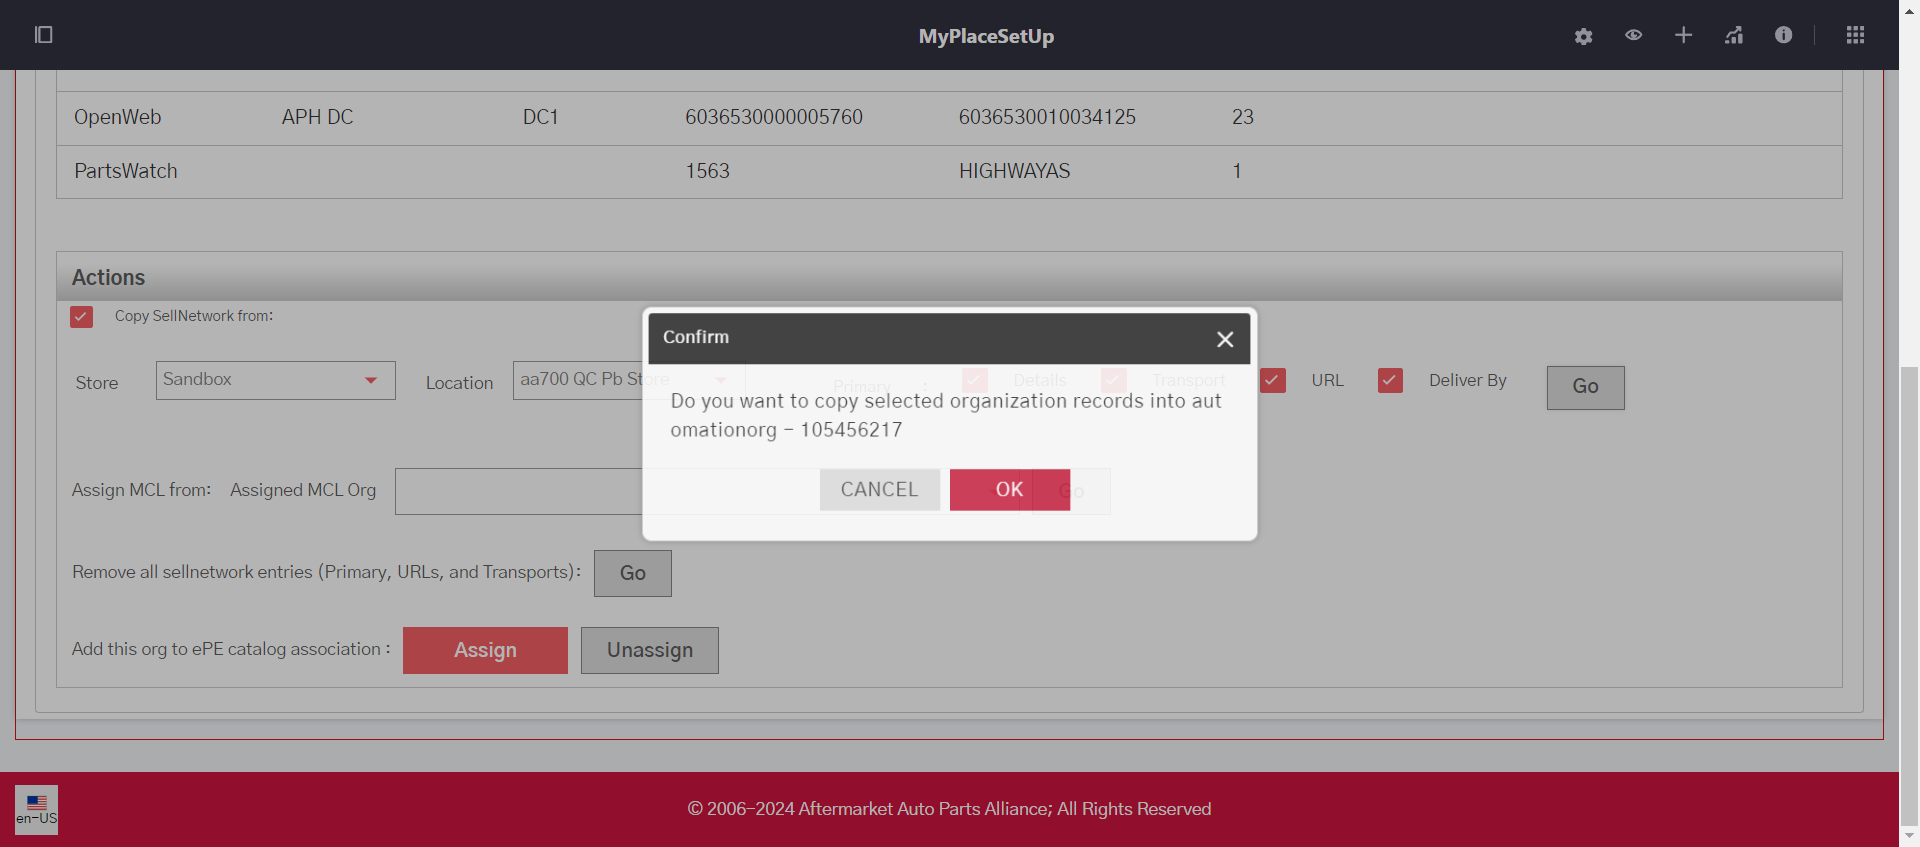 MyPlaceSetUp
OpenWeb APH DC DC1 6036530000005760 6036530010034125 23
PartsWatch 1563 HIGHWAYAS 1
Actions
Copy SellNetwork from:
Confirm
Store Sandbox Location aa700 QC Pb Store Primary : Details Transport URL Deliver By Go
Do you want to copy selected organization records into aut
omationorg - 105456217
Assign MCL from: Assigned MCL Org CANCEL OK Go
Remove all sellnetwork entries (Primary, URLs, and Transports): Go
Add this org to ePE catalog association : Assign Unassign
en-US
© 2006-2024 Aftermarket Auto Parts Alliance; All Rights Reserved